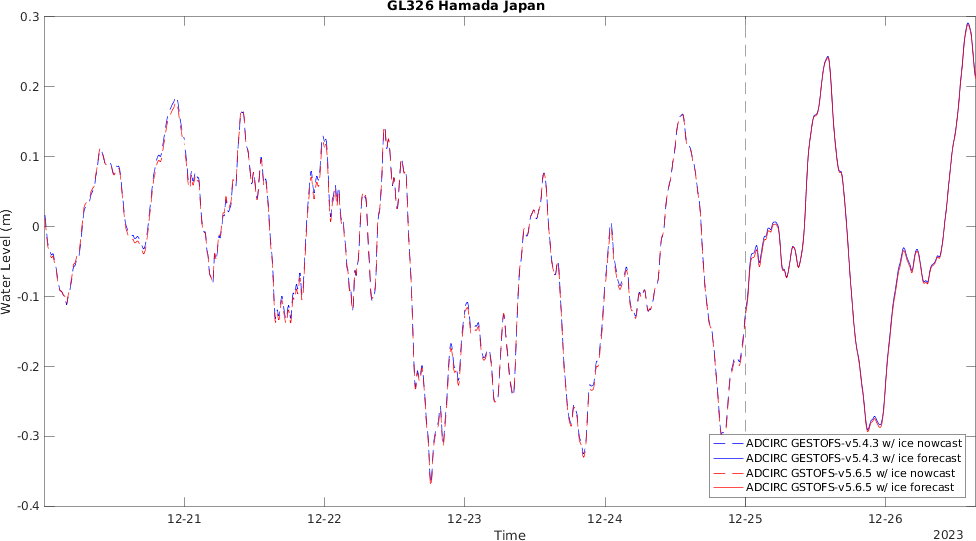 GL326 Hamada Japan
0.3
0.2
0.1
0
-0.1
-0.2
-0.3
-0.4
Water Level (m)
ADCIRC GESTOFS-v5.4.3 w/ ice nowcast
ADCIRC GESTOFS-v5.4.3 w/ ice forecast
ADCIRC GSTOFS-v5.6.5 w/ ice nowcast
ADCIRC GSTOFS-v5.6.5 w/ ice forecast
12-21
12-22
12-23
12-24
12-25
12-26
Time
2023